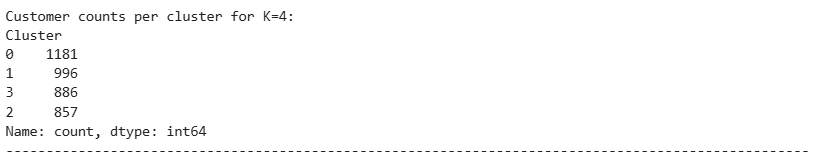 Customer counts per cluster for K=4:
Cluster
0    1181
1     996
3     886
2     857
Name: count, dtype: int64
----------------------------------------------------------------------------------------------------